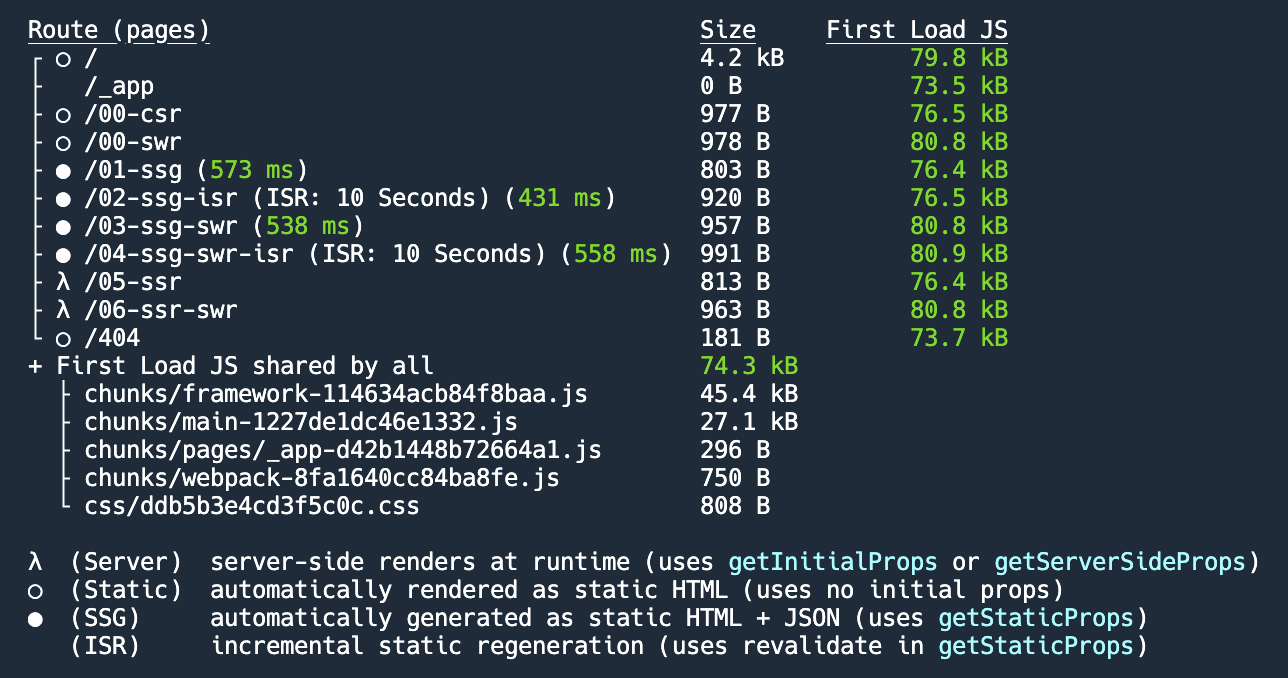 Route (pages) Size First Load JS
┌ ○ / 4.2 kB 79.8 kB
├   /_app 0 B 73.5 kB
├ ○ /00-csr 977 B 76.5 kB
├ ○ /00-swr 978 B 80.8 kB
├ ● /01-ssg (573 ms) 803 B 76.4 kB
├ ● /02-ssg-isr (ISR: 10 Seconds) (431 ms) 920 B 76.5 kB
├ ● /03-ssg-swr (538 ms) 957 B 80.8 kB
├ ● /04-ssg-swr-isr (ISR: 10 Seconds) (558 ms) 991 B 80.9 kB
├ λ /05-ssr 813 B 76.4 kB
├ λ /06-ssr-swr 963 B 80.8 kB
└ ○ /404 181 B 73.7 kB
+ First Load JS shared by all 74.3 kB
├ chunks/framework-114634acb84f8baa.js 45.4 kB
├ chunks/main-1227de1dc46e1332.js 27.1 kB
├ chunks/pages/_app-d42b1448b72664a1.js 296 B
├ chunks/webpack-8fa1640cc84ba8fe.js 750 B
└ css/ddb5b3e4cd3f5c0c.css 808 B
λ (Server) server-side renders at runtime (uses getInitialProps or getServerSideProps)
○ (Static) automatically rendered as static HTML (uses no initial props)
● (SSG) automatically generated as static HTML + JSON (uses getStaticProps)
(ISR) incremental static regeneration (uses revalidate in getStaticProps)